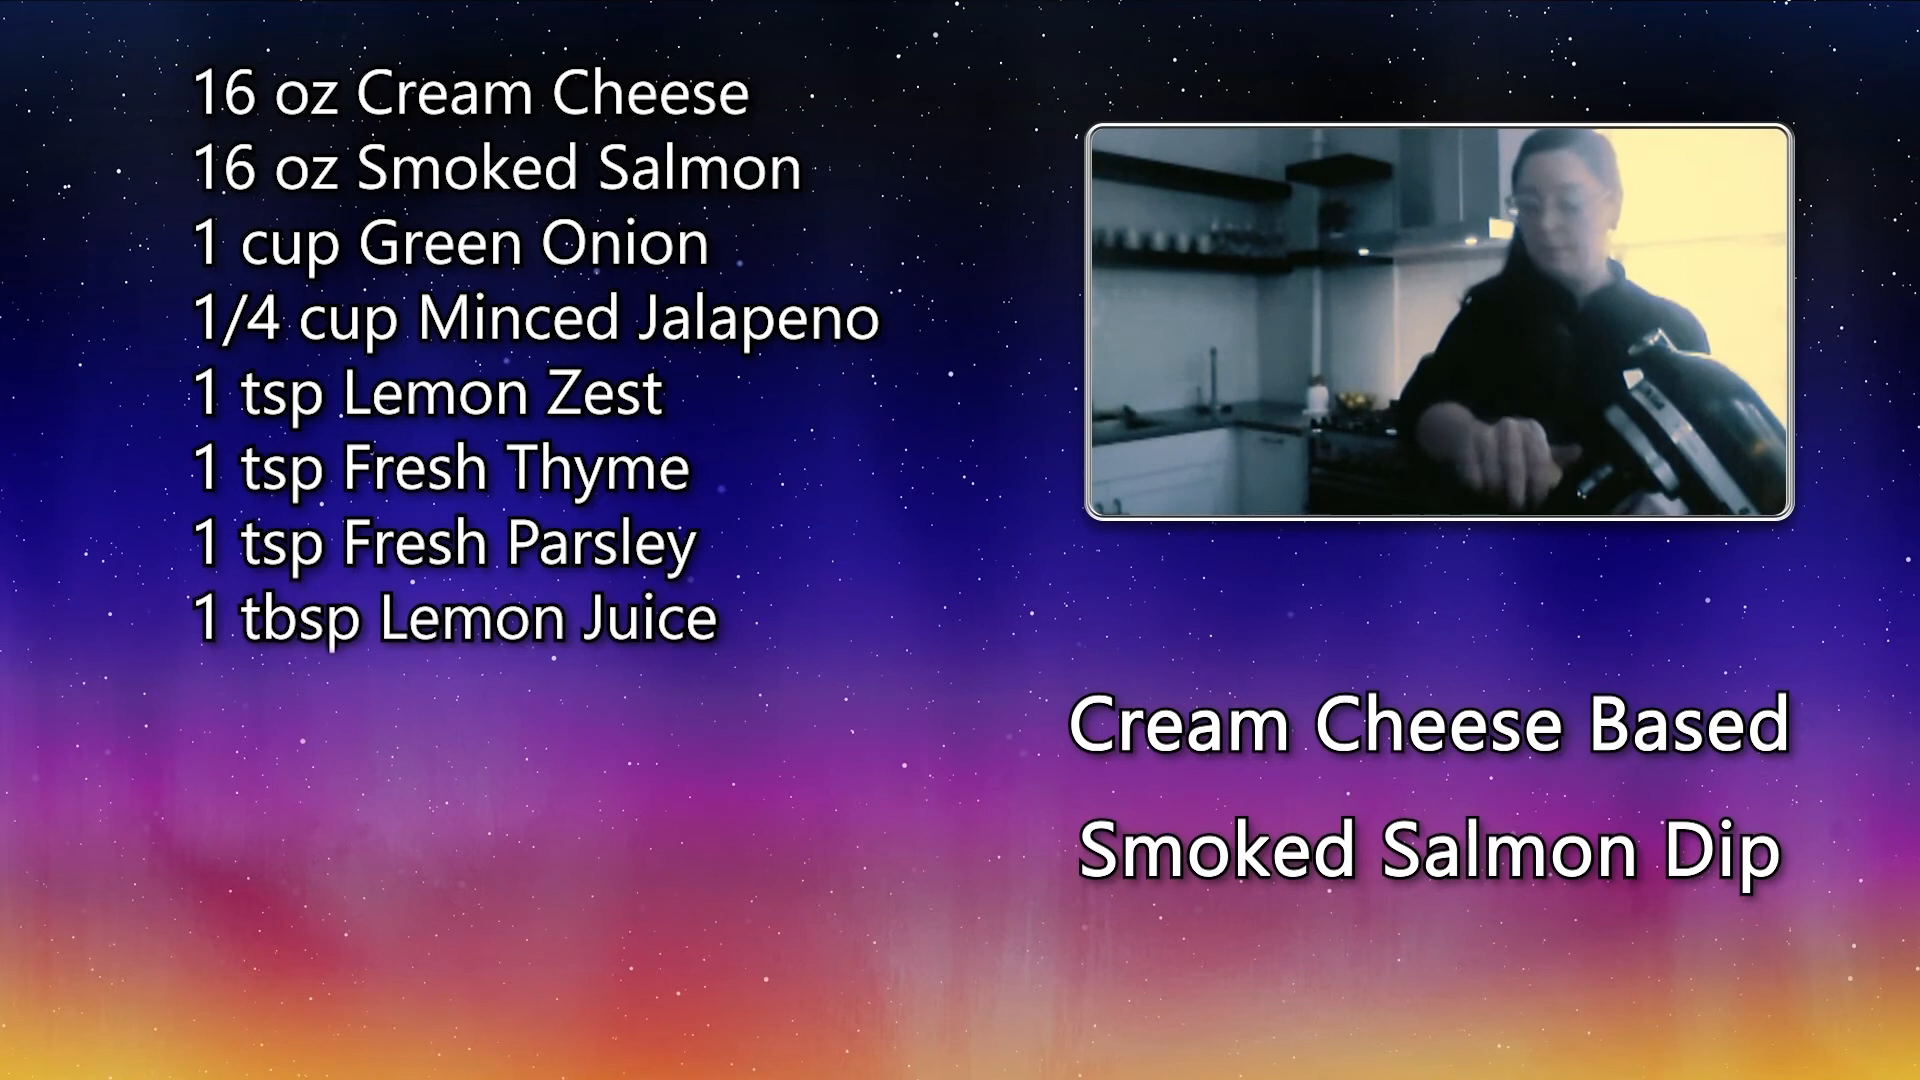 16 oz Cream Cheese
16 oz Smoked Salmon
1 cup Green Onion
1/4 cup Minced Jalapeno
1 tsp Lemon Zest
1 tsp Fresh Thyme
1 tsp Fresh Parsley
1 tbsp Lemon Juice
Cream Cheese Based
Smoked Salmon Dip